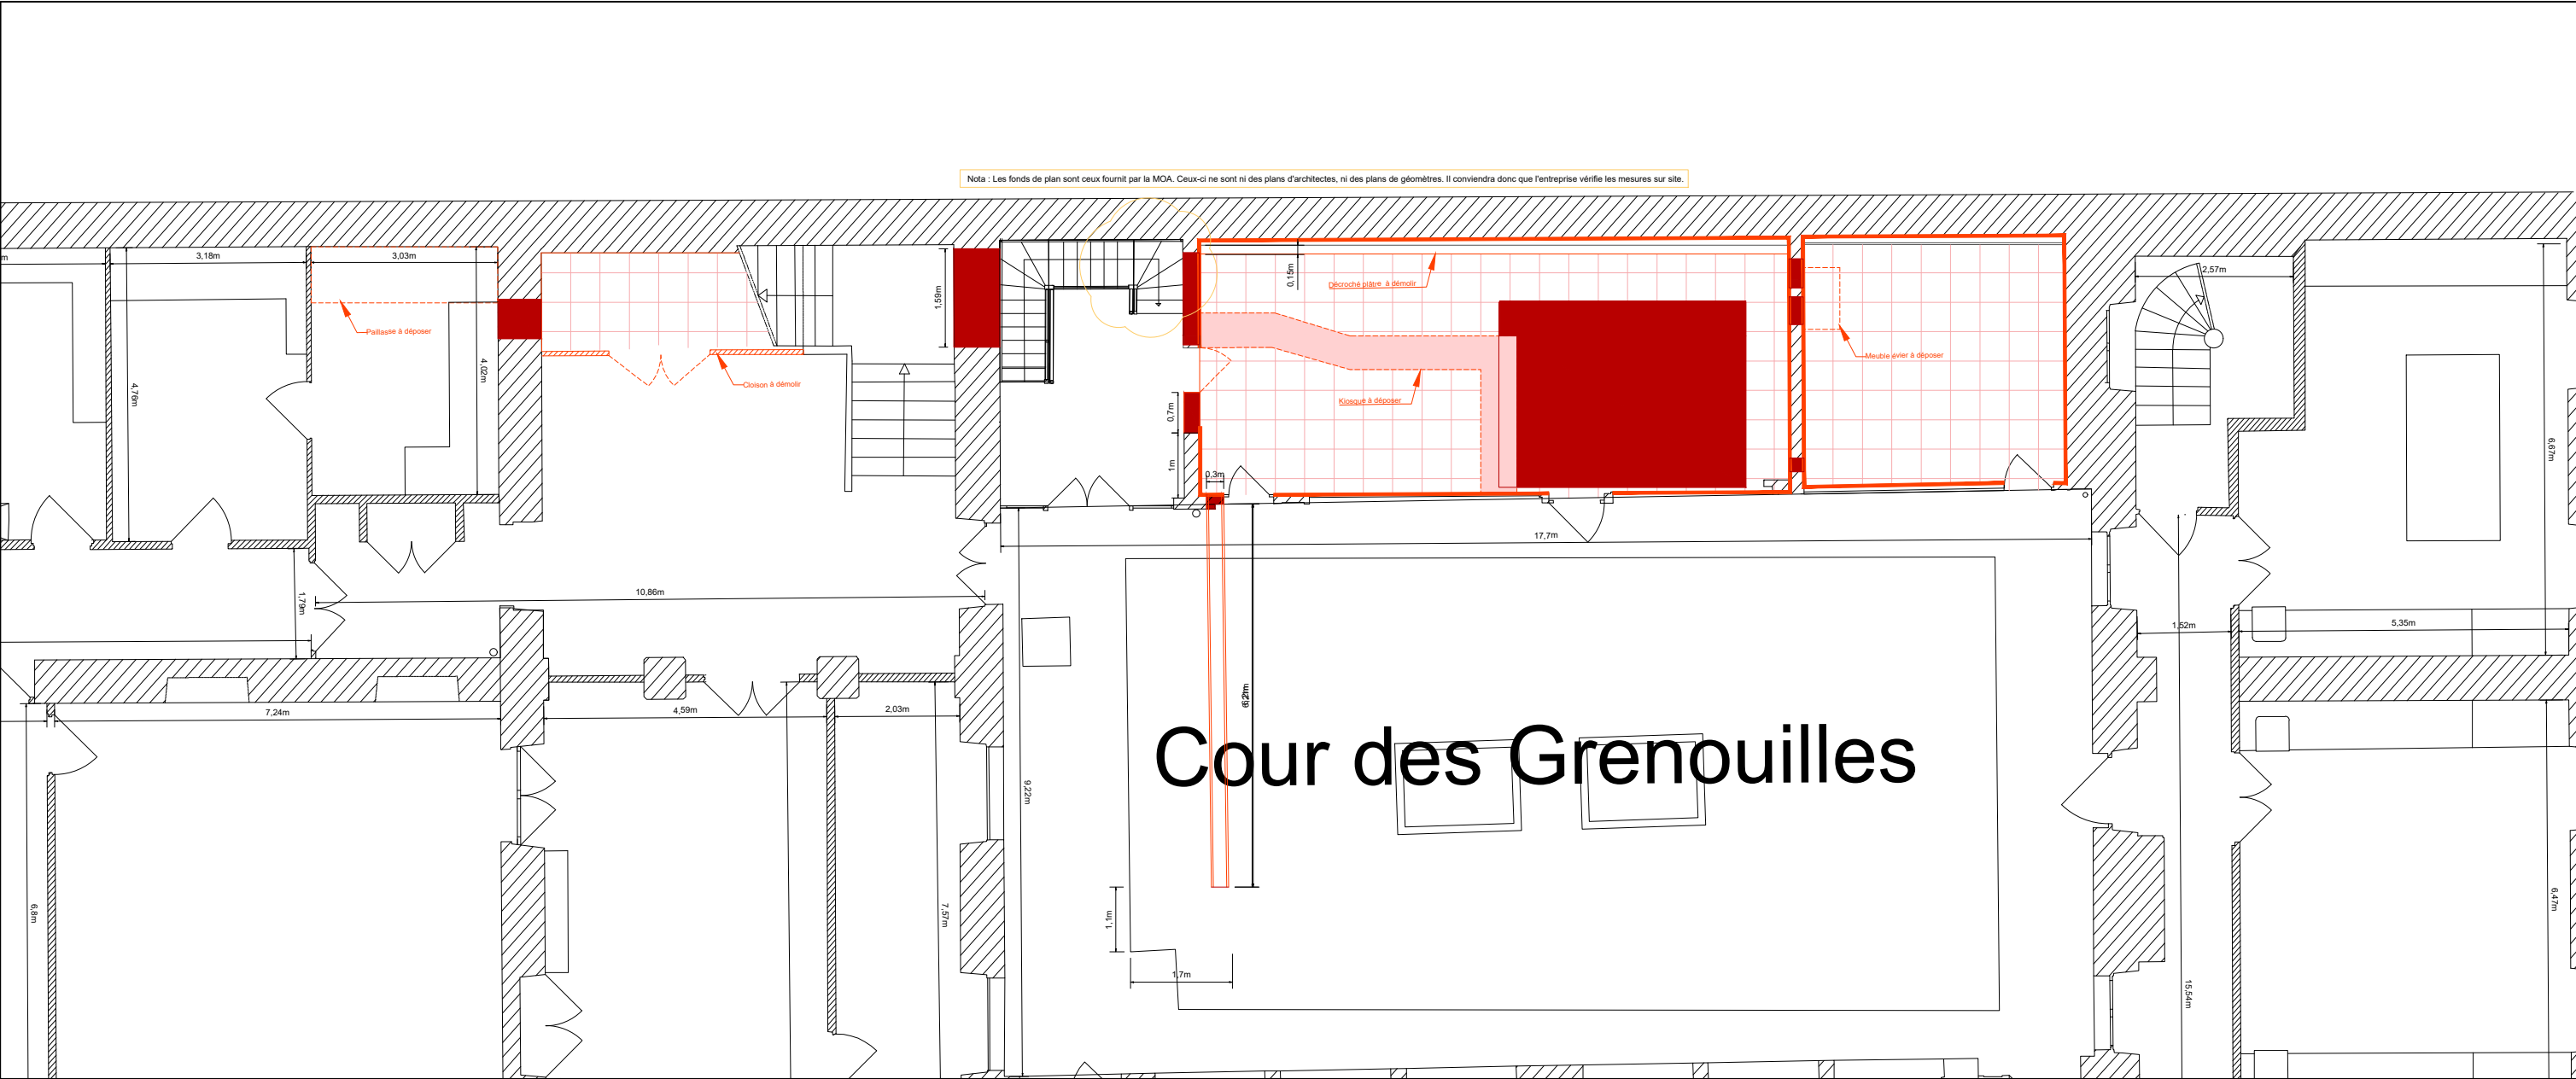 Nota : Les fonds de plan sont ceux fournit par la MOA. Ceux-ci ne sont ni des plans d'architectes, ni des plans de géomètres. Il conviendra donc que l'entreprise vérifie les mesures sur site.
m
3,18m
3,03m
2,57m
1,59m
0,15m
Décroché plâtre à démolir
Paillasse à déposer
Meuble évier à déposer
4,02m
4,76m
Cloison à démolir
Kiosque à déposer
0,7m
1m
0,3m
6,67m
17,7m
10,86m
1,79m
1,52m
5,35m
7,24m
4,59m
2,03m
Cour des Grenouilles
9,22m
6,8m
7,57m
1,1m
1,7m
6,47m
15,54m